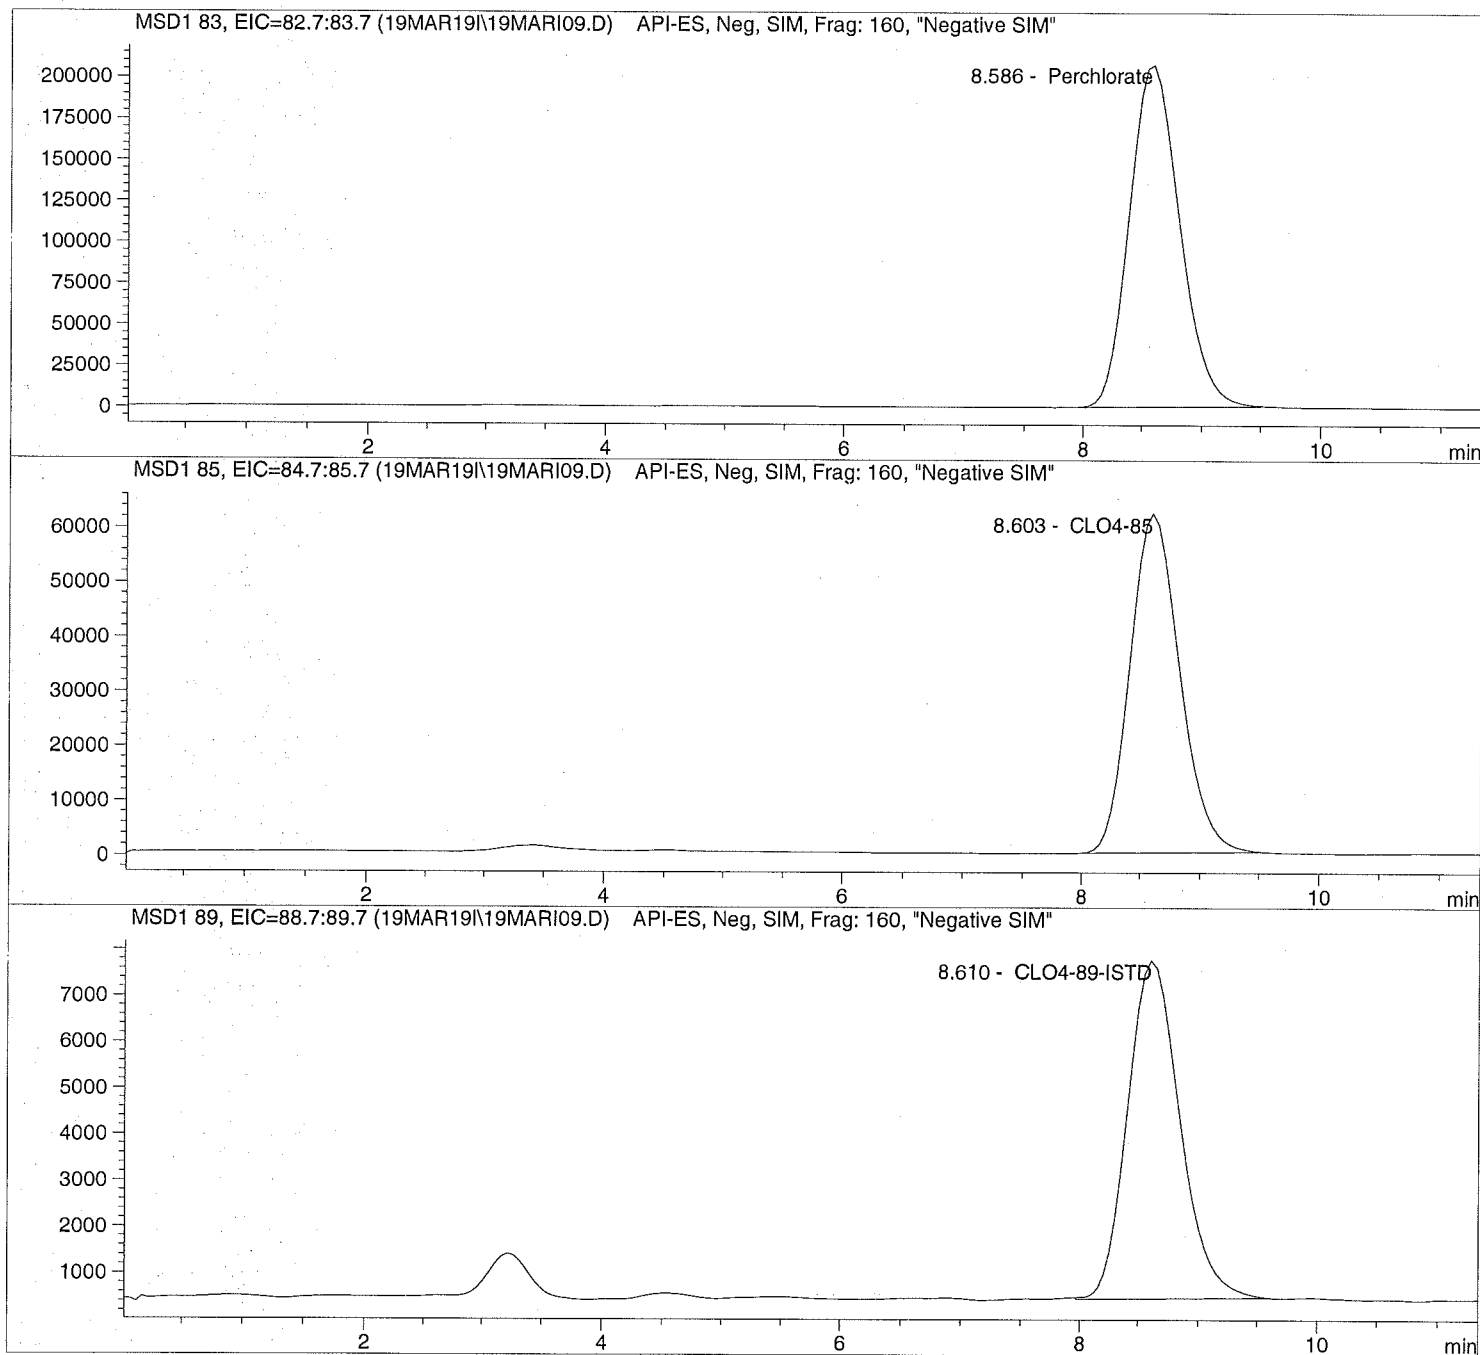 MSD1 83, EIC=82.7:83.7 (19MAR19I\19MARI09.D) API-ES, Neg, SIM, Frag: 160, "Negative SIM"
200000
175000
150000
125000
100000
75000
50000
25000
0
8.586 - Perchlorate
2 4 6 8 10 min
MSD1 85, EIC=84.7:85.7 (19MAR19I\19MARI09.D) API-ES, Neg, SIM, Frag: 160, "Negative SIM"
60000
50000
40000
30000
20000
10000
0
8.603 - CLO4-85
2 4 6 8 10 min
MSD1 89, EIC=88.7:89.7 (19MAR19I\19MARI09.D) API-ES, Neg, SIM, Frag: 160, "Negative SIM"
7000
6000
5000
4000
3000
2000
1000
8.610 - CLO4-89-ISTD
2 4 6 8 10 min